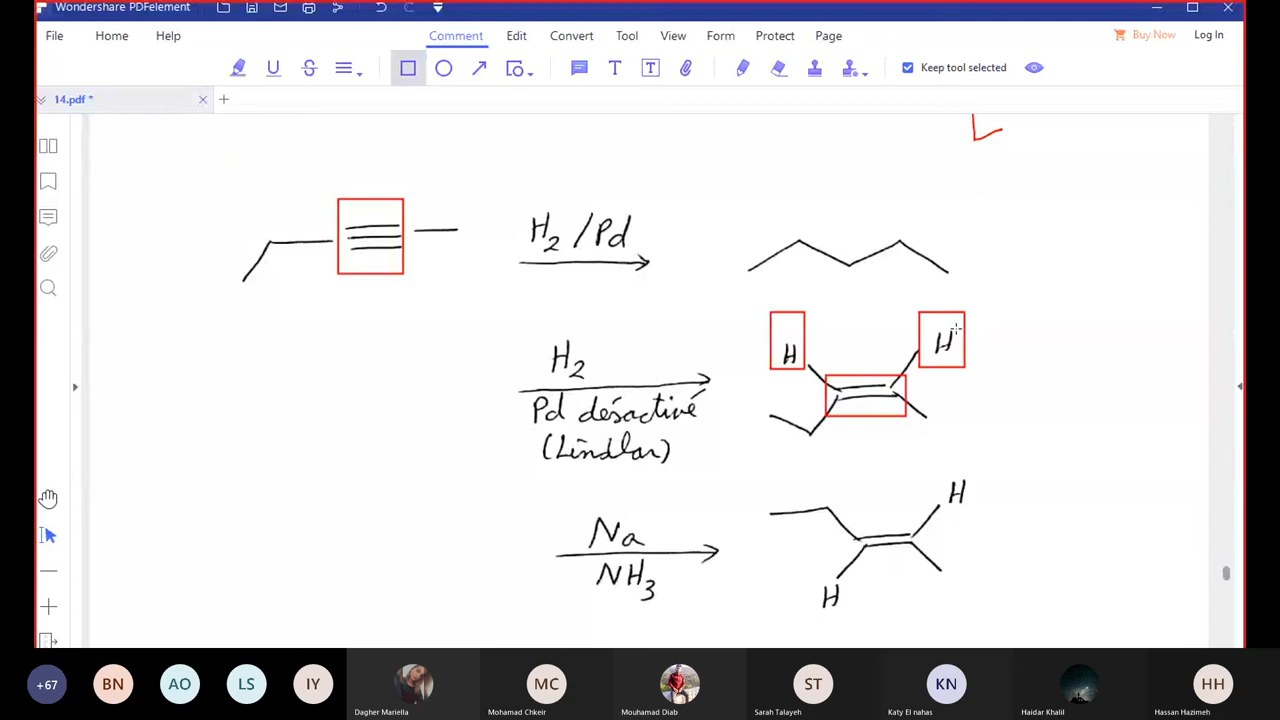 Wondershare PDFelement
File Home Help Comment Edit Convert Tool View Form Protect Page Buy Now Log In
Keep tool selected
14.pdf *
H2 /Pd
H H
H2
Pd désactivé
(Lindlar)
H
Na
NH3
H
+67 BN AO LS IY MC ST KN HH
Dagher Mariella Mohamad Chkeir Mouhamad Diab Sarah Talayeh Katy El nahas Haidar Khalil Hassan Hazimeh